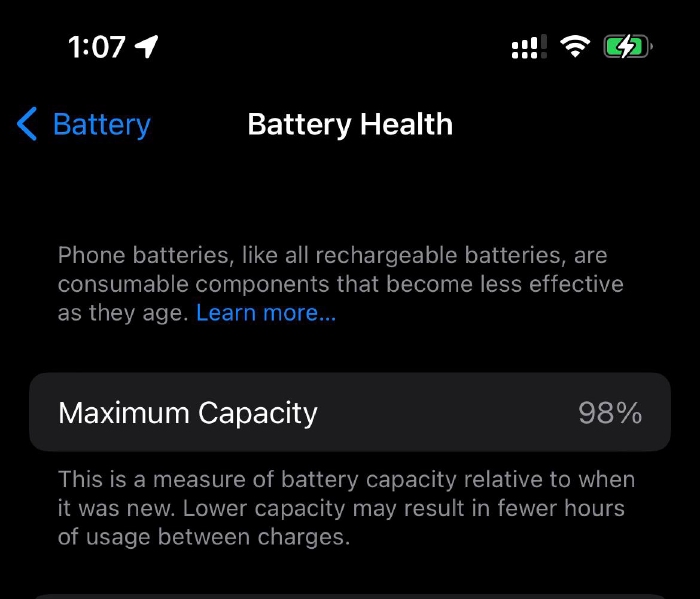 1:07
Battery
Battery Health
Phone batteries, like all rechargeable batteries, are
consumable components that become less effective
as they age. Learn more...
Maximum Capacity 98%
This is a measure of battery capacity relative to when
it was new. Lower capacity may result in fewer hours
of usage between charges.